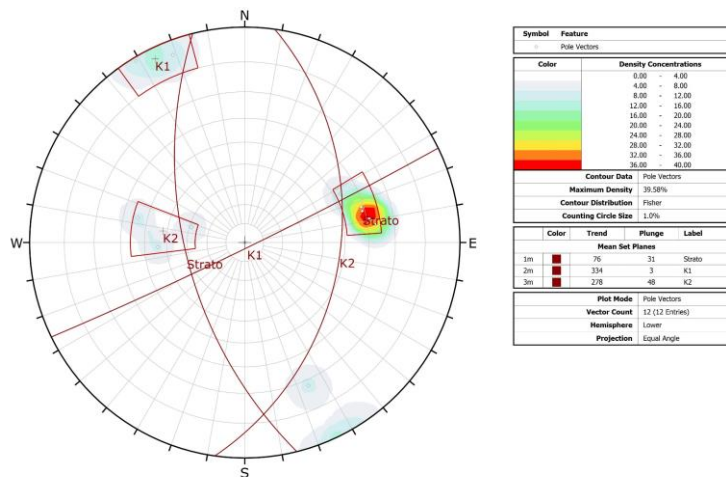 N
K1
Strato
W
K2
E
K1
Strato
K2
S
Symbol Feature
Pole Vectors
Color Density Concentrations
0.00 - 4.00
4.00 - 8.00
8.00 - 12.00
12.00 - 16.00
16.00 - 20.00
20.00 - 24.00
24.00 - 28.00
28.00 - 32.00
32.00 - 36.00
36.00 - 40.00
Contour Data Pole Vectors
Maximum Density 39.58%
Contour Distribution Fisher
Counting Circle Size 1.0%
Color Trend Plunge Label
Mean Set Planes
1m 76 31 Strato
2m 334 3 K1
3m 278 48 K2
Plot Mode Pole Vectors
Vector Count 12 (12 Entries)
Hemisphere Lower
Projection Equal Angle